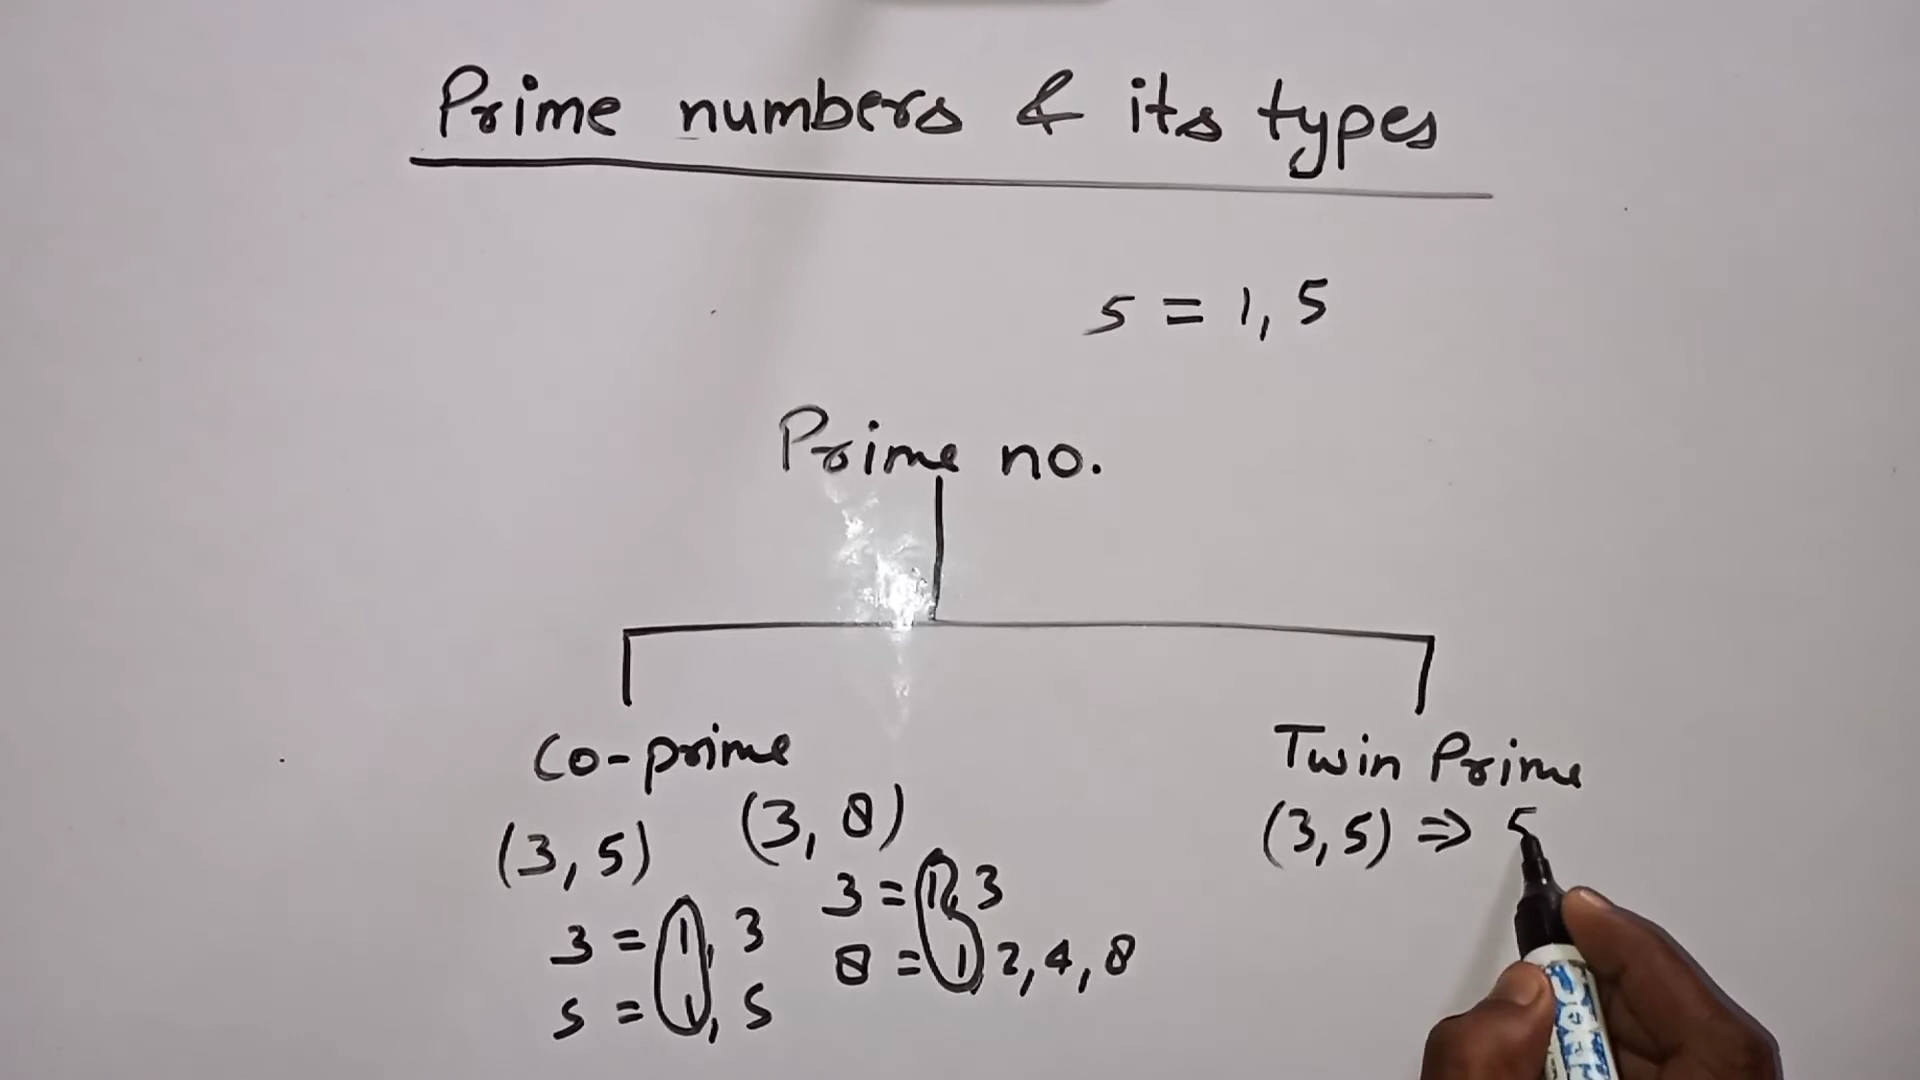 Prime numbers & its types
5 = 1, 5
Prime no.
Co-prime
Twin Prime
(3, 5)
(3, 8)
(3, 5) ⇒ 5
3 = 1, 3
5 = 1, 5
3 = 1, 3
8 = 1, 2, 4, 8